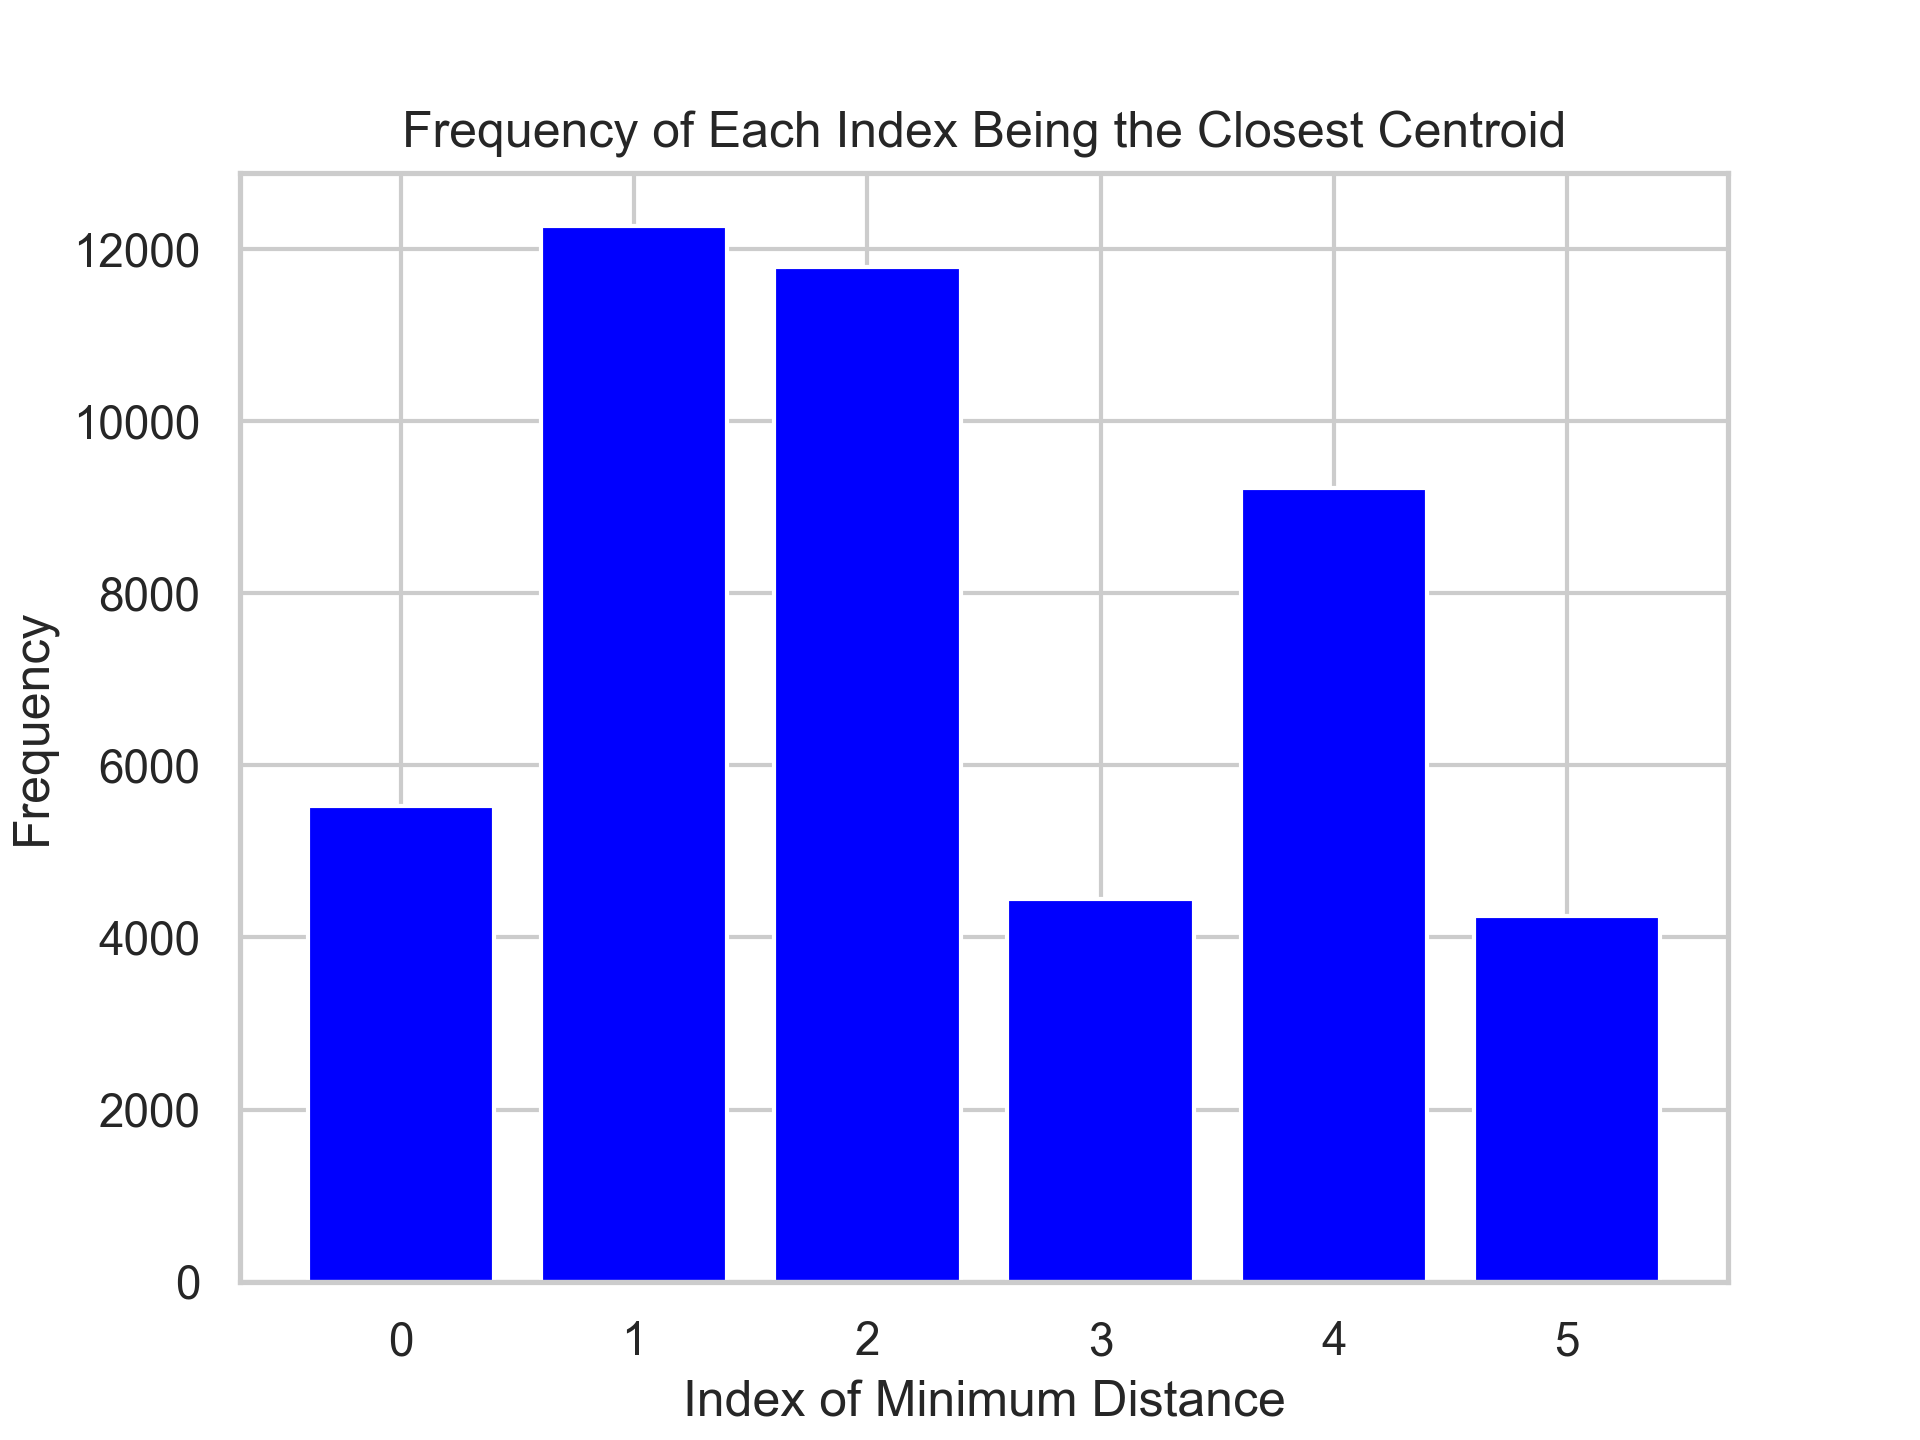 Frequency of Each Index Being the Closest Centroid
12000
10000
8000
6000
4000
2000
0
Frequency
0 1 2 3 4 5
Index of Minimum Distance